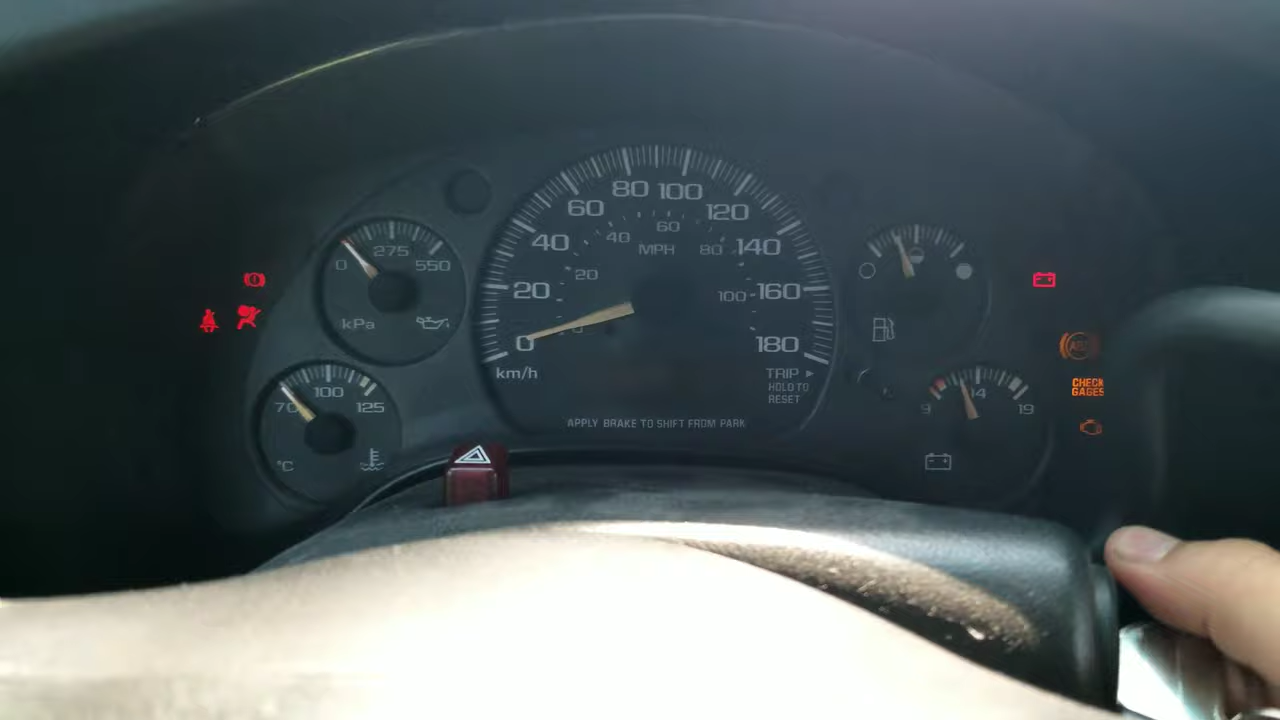 0 275 550
kPa
70 100 125
°C
0 20 40 60 80 100 120 140 160 180
20 40 60 80 100
MPH
km/h
TRIP ▸
HOLD TO
RESET
APPLY BRAKE TO SHIFT FROM PARK
9 14 19
ABS
CHECK
GAGES